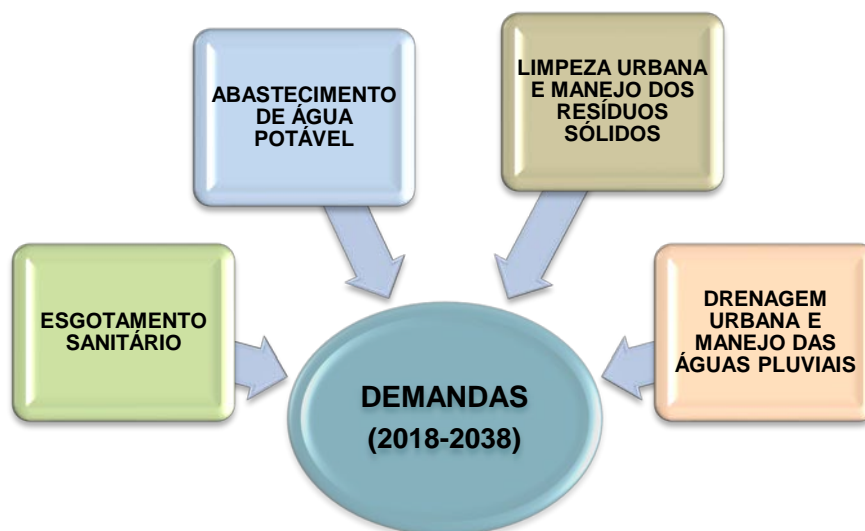 ABASTECIMENTO
DE ÁGUA
POTÁVEL
LIMPEZA URBANA
E MANEJO DOS
RESÍDUOS
SÓLIDOS
ESGOTAMENTO
SANITÁRIO
DRENAGEM
URBANA E
MANEJO DAS
ÁGUAS PLUVIAIS
DEMANDAS
(2018-2038)